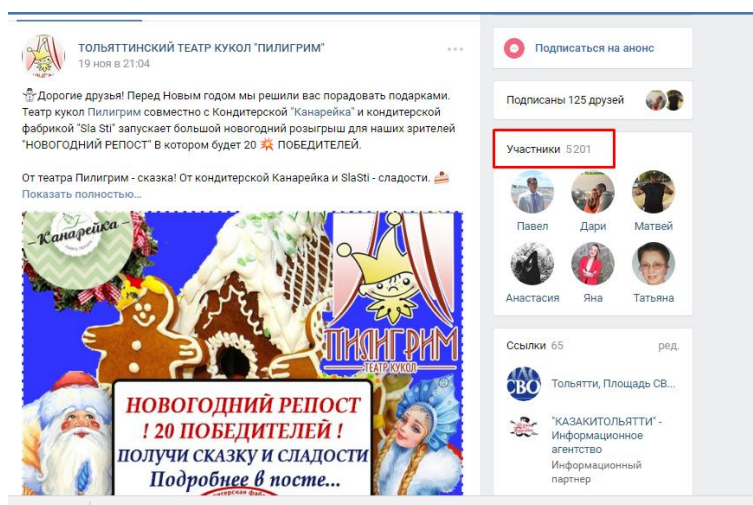 ТОЛЬЯТТИНСКИЙ ТЕАТР КУКОЛ "ПИЛИГРИМ"
19 ноя в 21:04
Дорогие друзья! Перед Новым годом мы решили вас порадовать подарками.
Театр кукол Пилигрим совместно с Кондитерской "Канарейка" и кондитерской
фабрикой "Sla Sti" запускает большой новогодний розыгрыш для наших зрителей
"НОВОГОДНИЙ РЕПОСТ" В котором будет 20 💥 ПОБЕДИТЕЛЕЙ.
От театра Пилигрим - сказка! От кондитерской Канарейка и SlaSti - сладости. 🍰
Показать полностью...
Канарейка
ПИЛИГРИМ
ТЕАТР КУКОЛ
НОВОГОДНИЙ РЕПОСТ
! 20 ПОБЕДИТЕЛЕЙ !
ПОЛУЧИ СКАЗКУ И СЛАДОСТИ
Подробнее в посте...
Подписаться на анонс
Подписаны 125 друзей
Участники 5201
Павел Дари Матвей
Анастасия Яна Татьяна
Ссылки 65 ред.
СВО
Тольятти, Площадь СВ...
"КАЗАКИТОЛЬЯТТИ" -
Информационное
агентство
Информационный
партнер